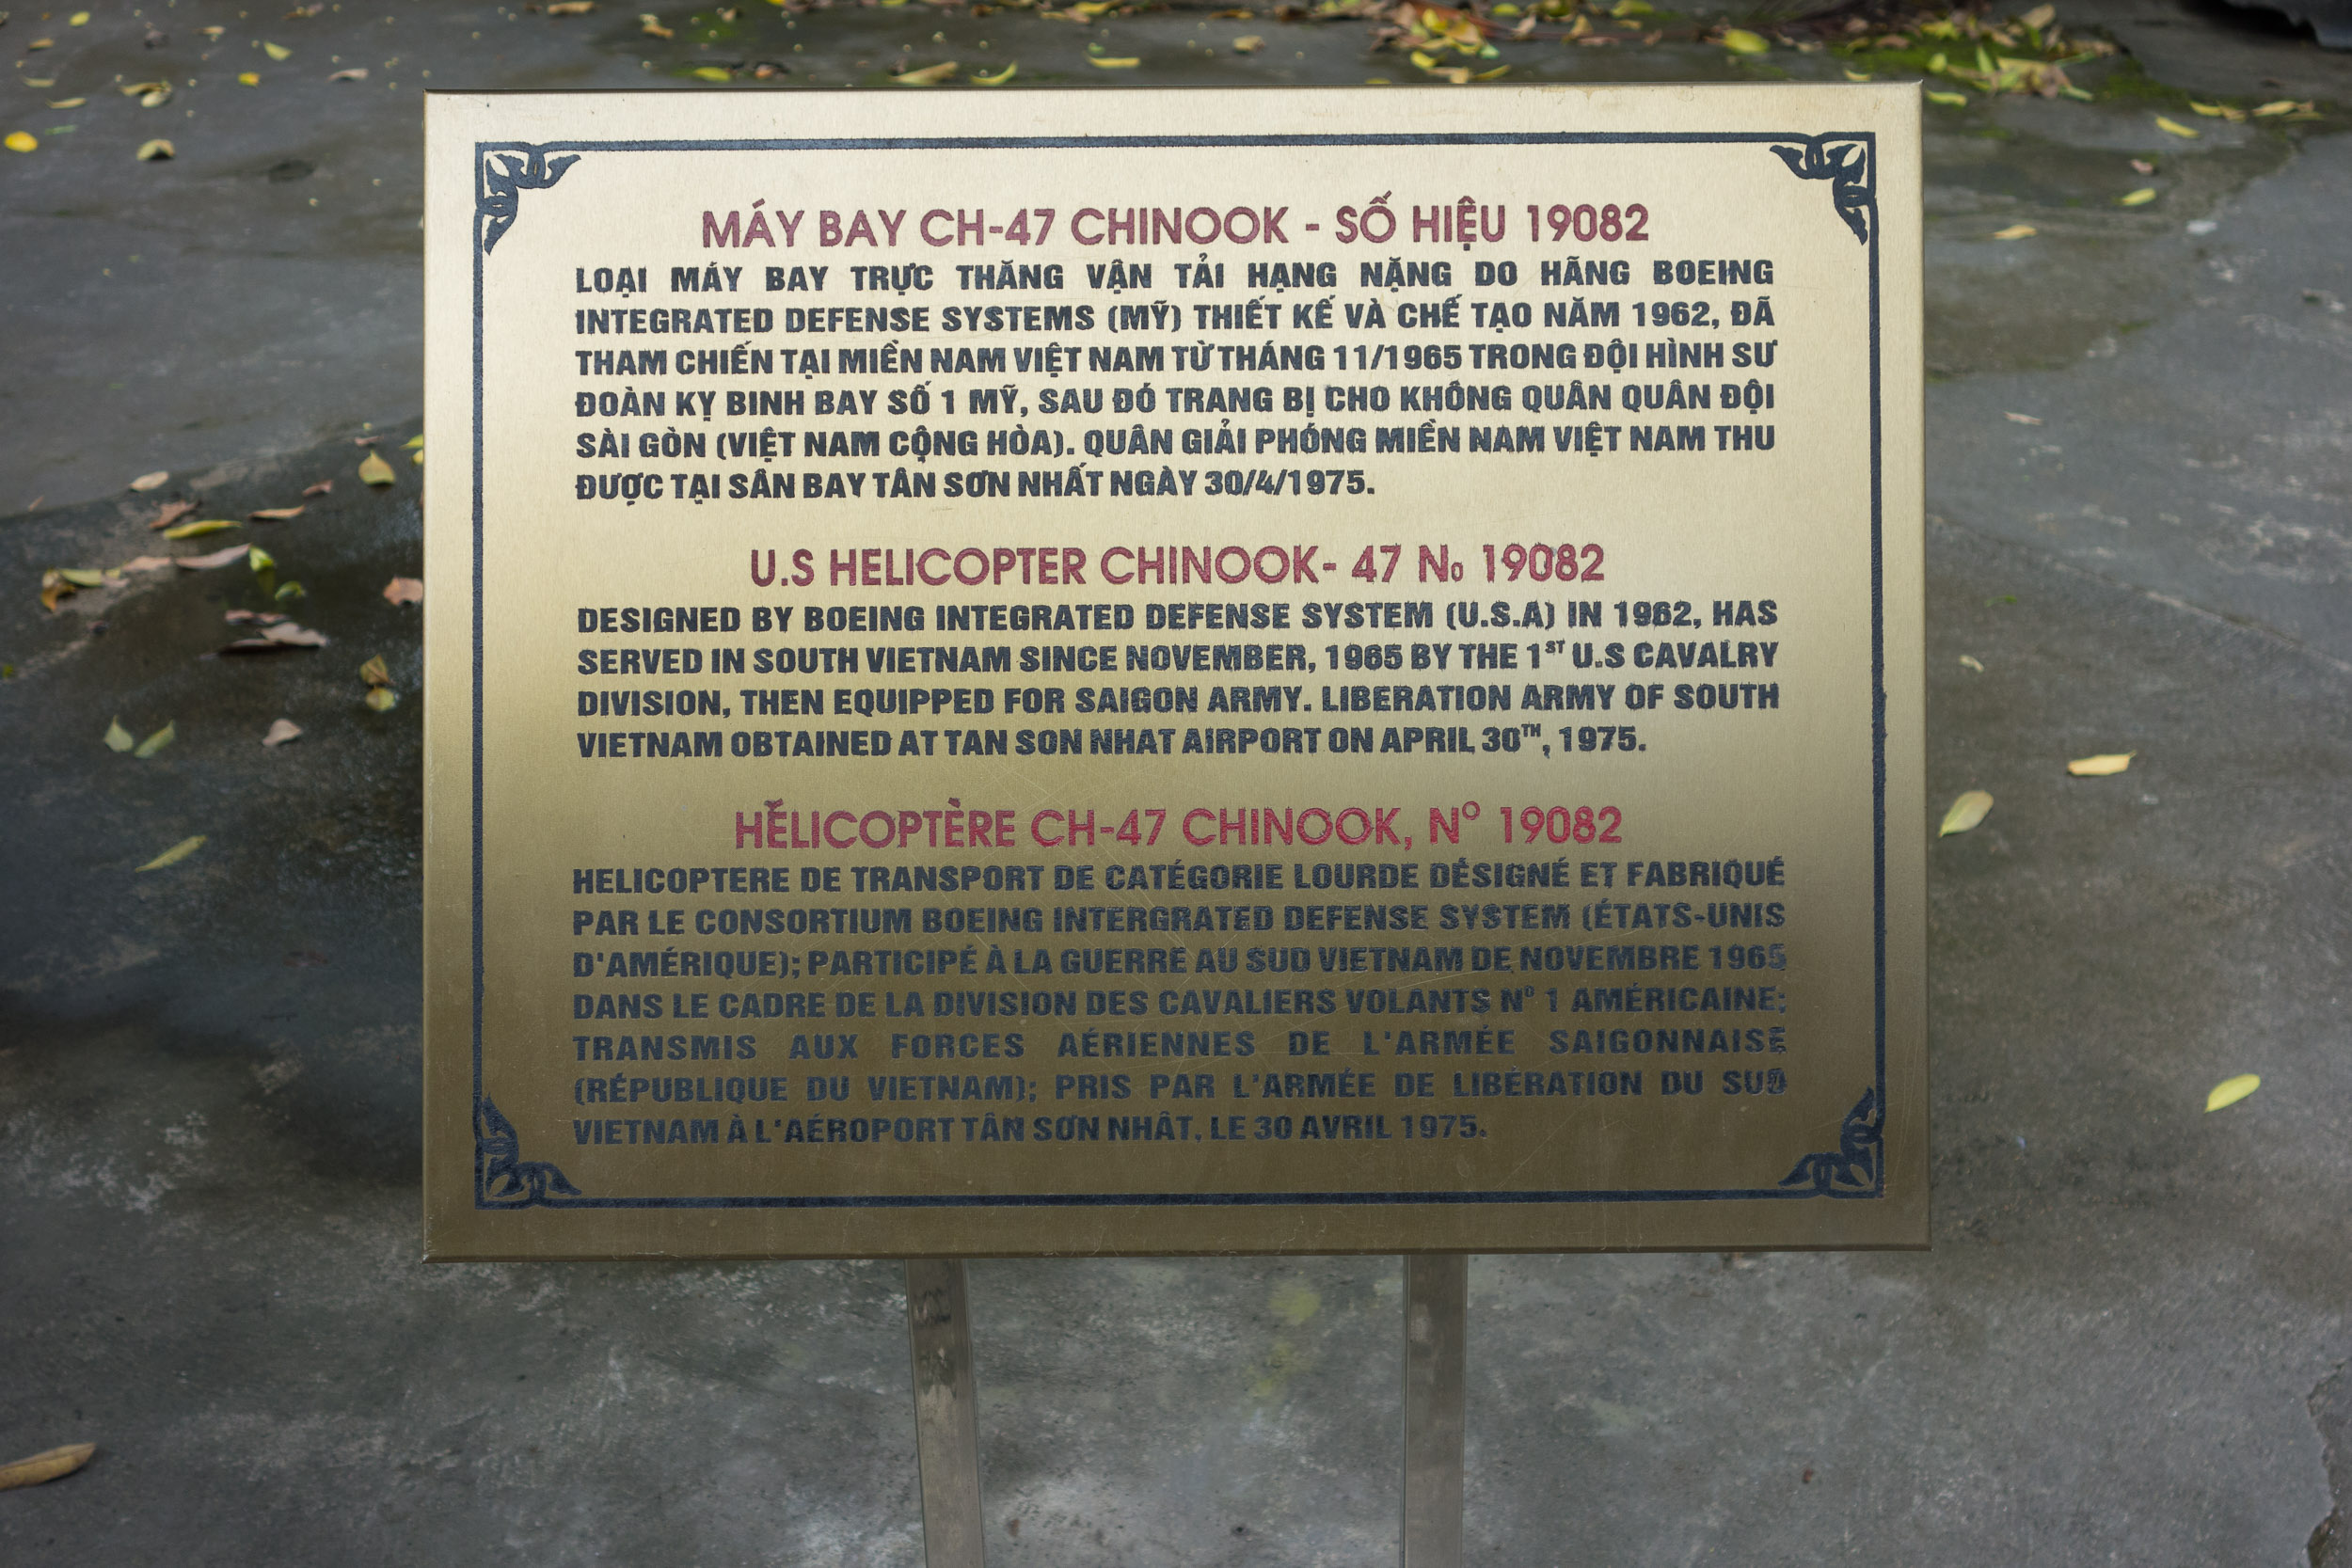 MÁY BAY CH-47 CHINOOK - SỐ HIỆU 19082
LOẠI MÁY BAY TRỰC THĂNG VẬN TẢI HẠNG NẶNG DO HÃNG BOEING
INTEGRATED DEFENSE SYSTEMS (MỸ) THIẾT KẾ VÀ CHẾ TẠO NĂM 1962, ĐÃ
THAM CHIẾN TẠI MIỀN NAM VIỆT NAM TỪ THÁNG 11/1965 TRONG ĐỘI HÌNH SƯ
ĐOÀN KỴ BINH BAY SỐ 1 MỸ, SAU ĐÓ TRANG BỊ CHO KHÔNG QUÂN QUÂN ĐỘI
SÀI GÒN (VIỆT NAM CỘNG HÒA). QUÂN GIẢI PHÓNG MIỀN NAM VIỆT NAM THU
ĐƯỢC TẠI SÂN BAY TÂN SƠN NHẤT NGÀY 30/4/1975.
U.S HELICOPTER CHINOOK- 47 No 19082
DESIGNED BY BOEING INTEGRATED DEFENSE SYSTEM (U.S.A) IN 1962, HAS
SERVED IN SOUTH VIETNAM SINCE NOVEMBER, 1965 BY THE 1ST U.S CAVALRY
DIVISION, THEN EQUIPPED FOR SAIGON ARMY. LIBERATION ARMY OF SOUTH
VIETNAM OBTAINED AT TAN SON NHAT AIRPORT ON APRIL 30TH, 1975.
HÉLICOPTÈRE CH-47 CHINOOK, N° 19082
HELICOPTERE DE TRANSPORT DE CATÉGORIE LOURDE DÉSIGNÉ ET FABRIQUÉ
PAR LE CONSORTIUM BOEING INTERGRATED DEFENSE SYSTEM (ÉTATS-UNIS
D'AMÉRIQUE); PARTICIPÉ À LA GUERRE AU SUD VIETNAM DE NOVEMBRE 1965
DANS LE CADRE DE LA DIVISION DES CAVALIERS VOLANTS N° 1 AMÉRICAINE;
TRANSMIS AUX FORCES AÉRIENNES DE L'ARMÉE SAIGONNAISE
(RÉPUBLIQUE DU VIETNAM); PRIS PAR L'ARMÉE DE LIBÉRATION DU SUD
VIETNAM À L'AÉROPORT TÂN SƠN NHÂT, LE 30 AVRIL 1975.